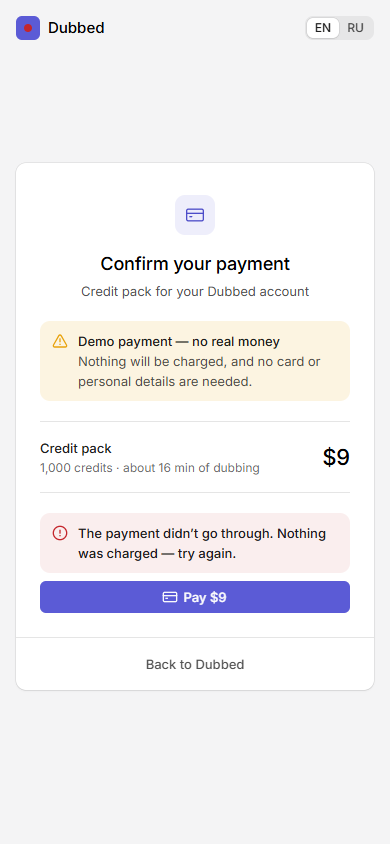 Dubbed
EN RU
Confirm your payment
Credit pack for your Dubbed account
Demo payment — no real money
Nothing will be charged, and no card or
personal details are needed.
Credit pack
$9
1,000 credits · about 16 min of dubbing
The payment didn’t go through. Nothing
was charged — try again.
Pay $9
Back to Dubbed